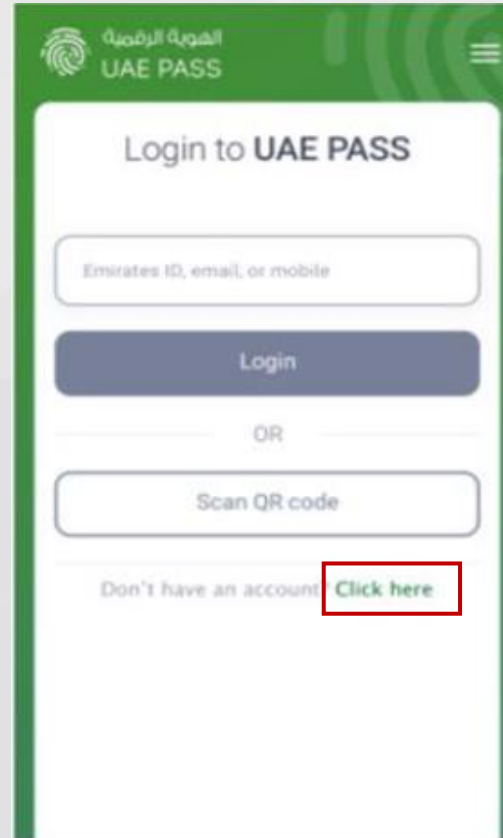 الهوية الرقمية
UAE PASS
Login to UAE PASS
Emirates ID, email, or mobile
Login
OR
Scan QR code
Don't have an account? Click here